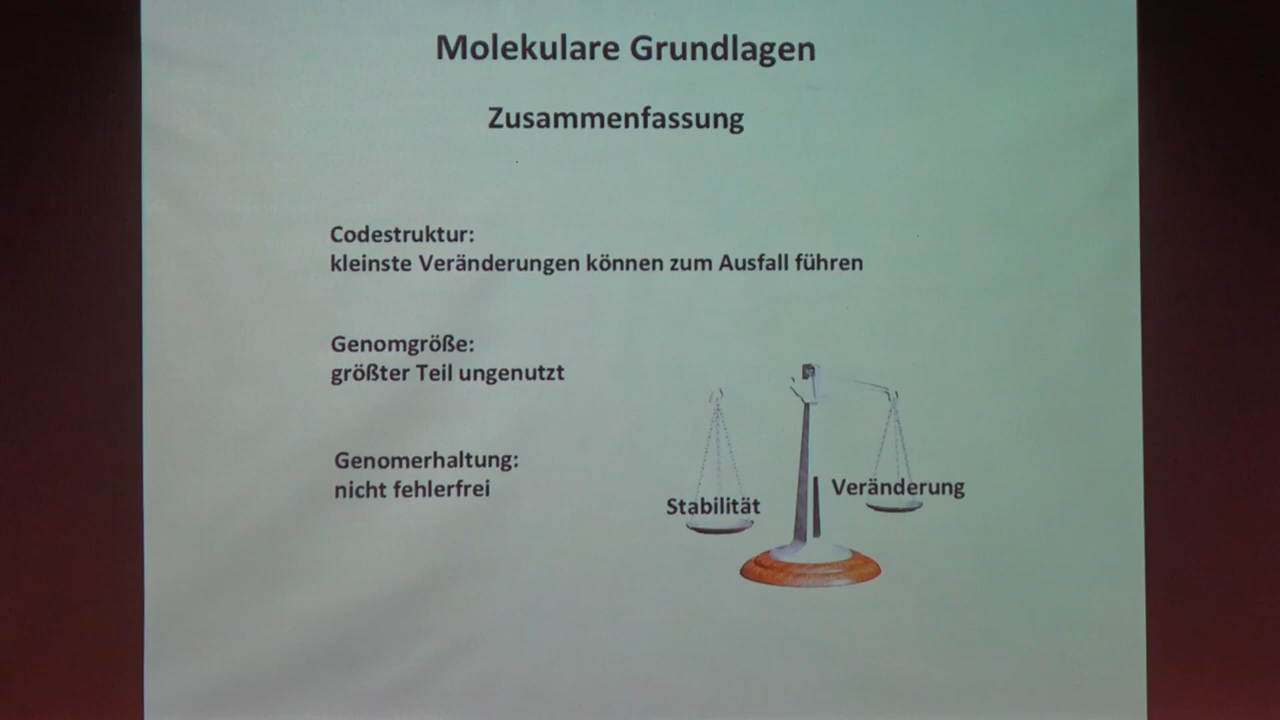 Molekulare Grundlagen
Zusammenfassung
Codestruktur:
kleinste Veränderungen können zum Ausfall führen
Genomgröße:
größter Teil ungenutzt
Genomerhaltung:
nicht fehlerfrei
Stabilität
Veränderung